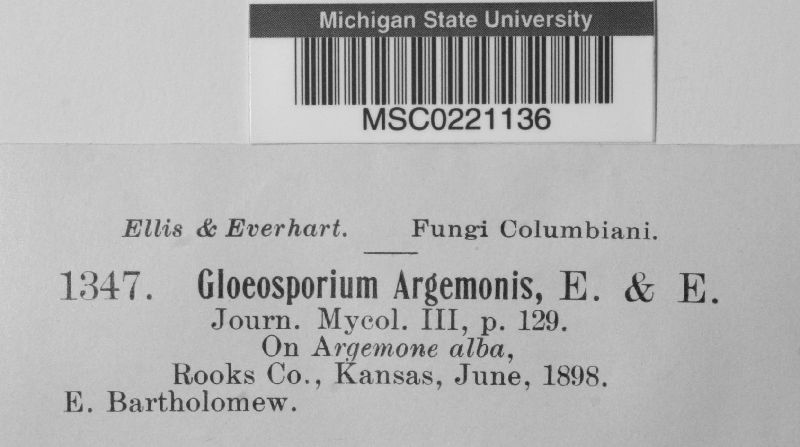 Michigan State University
MSC0221136
Ellis & Everhart. Fungi Columbiani.
1347. Gloeosporium Argemonis, E. & E.
Journ. Mycol. III, p. 129.
On Argemone alba,
Rooks Co., Kansas, June, 1898.
E. Bartholomew.